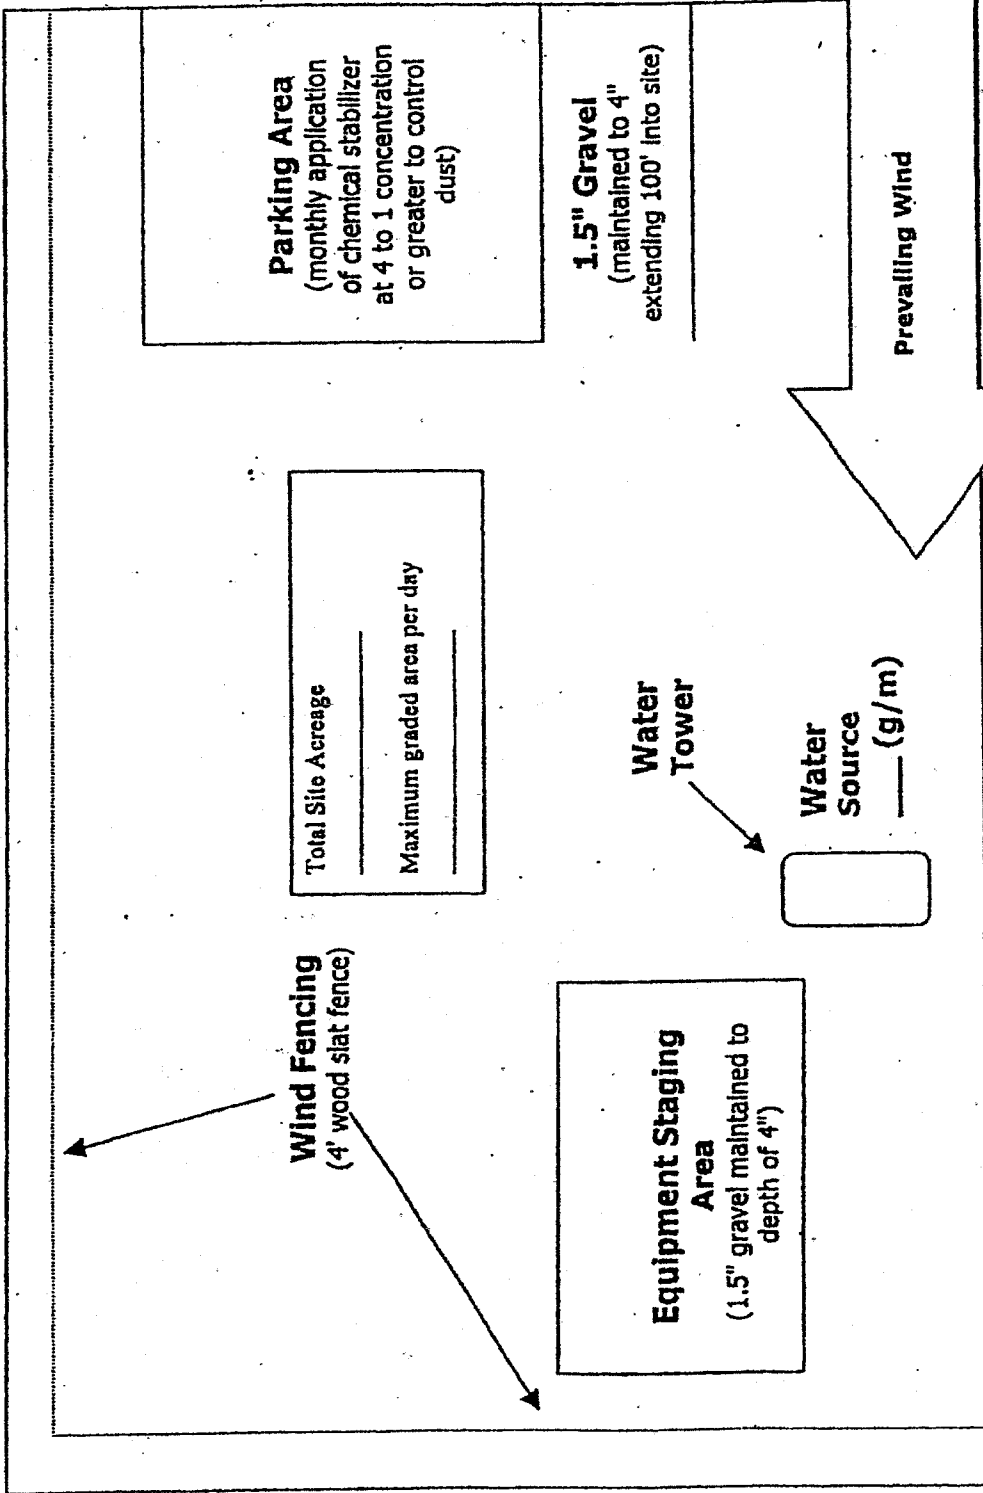 Parking Area
(monthly application
of chemical stabilizer
at 4 to 1 concentration
or greater to control
dust)
1.5" Gravel
(maintained to 4"
extending 100' into site)
Prevailing Wind
Total Site Acreage
Maximum graded area per day
Water
Tower
Water
Source
(g/m)
Wind Fencing
(4' wood slat fence)
Equipment Staging
Area
(1.5" gravel maintained to
depth of 4")